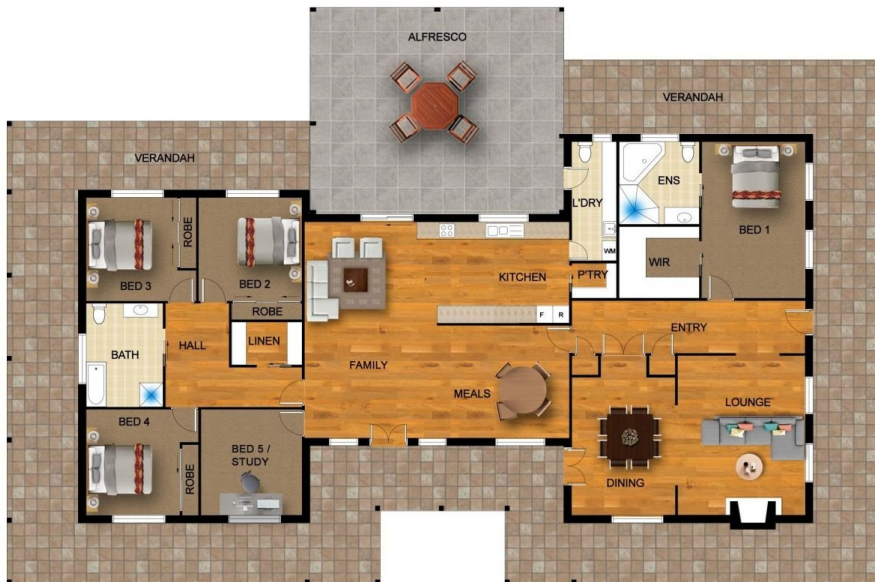 ALFRESCO
VERANDAH
VERANDAH
L'DRY
ENS
WM
BED 1
ROBE
BED 3
BED 2
ROBE
KITCHEN
P'TRY
WIR
F R
BATH
HALL
LINEN
FAMILY
ENTRY
MEALS
LOUNGE
BED 4
ROBE
BED 5 /
STUDY
DINING